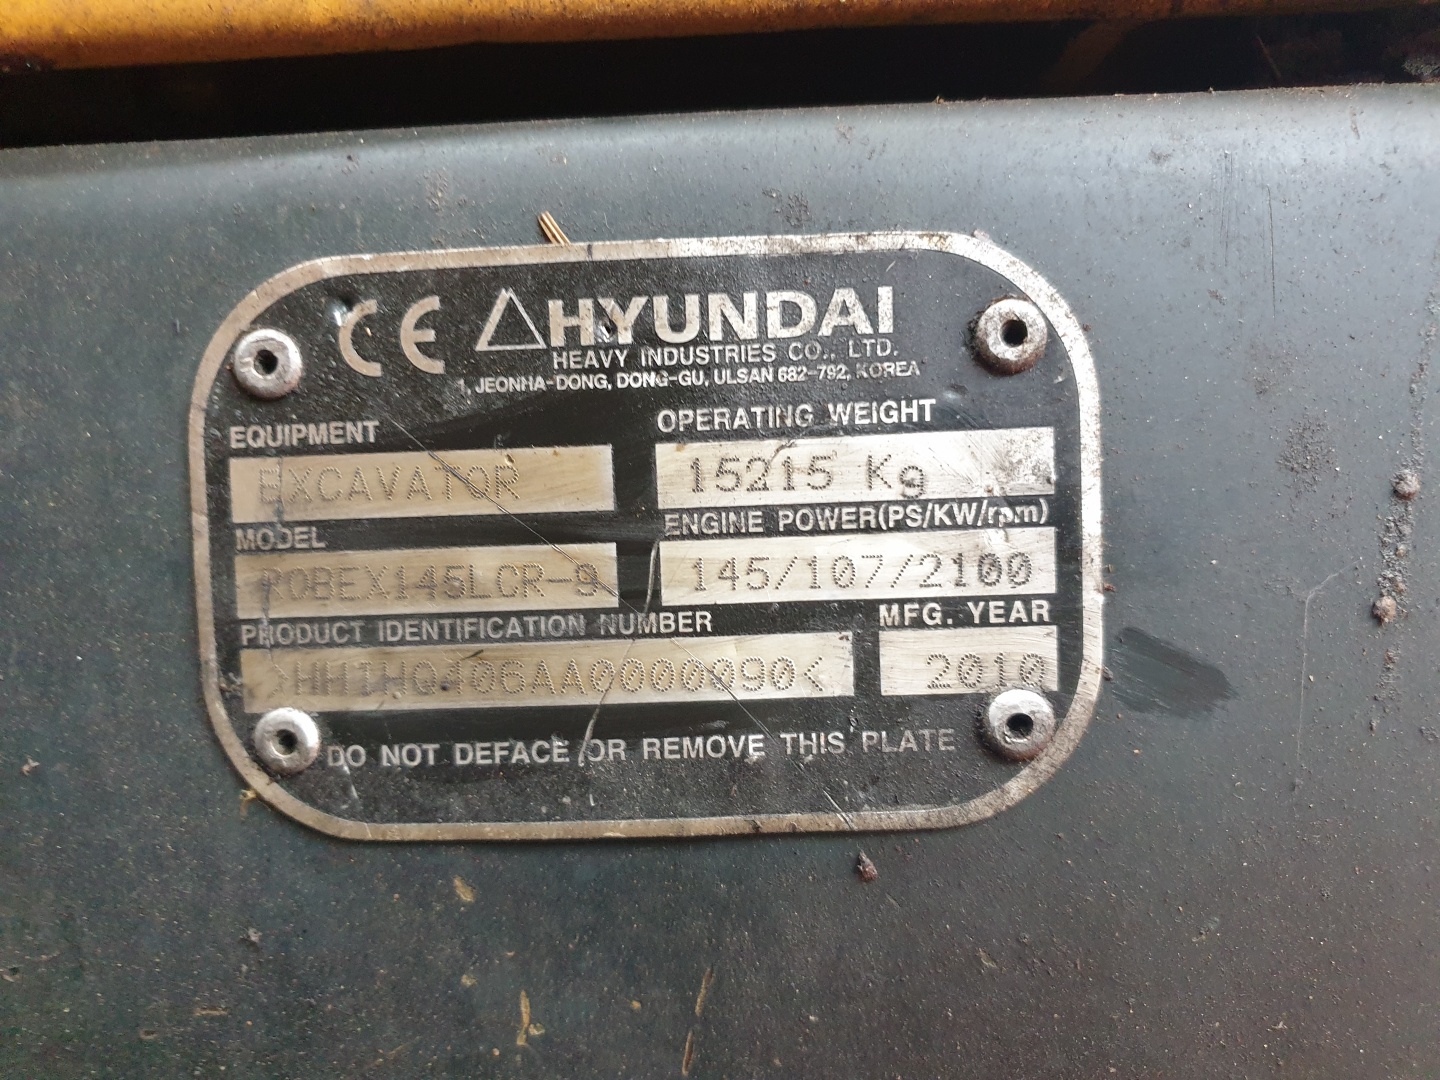 CE HYUNDAI
HEAVY INDUSTRIES CO., LTD.
1, JEONHA-DONG, DONG-GU, ULSAN 682-792, KOREA
EQUIPMENT
EXCAVATOR
OPERATING WEIGHT
15215 Kg
MODEL
ROBEX145LCR-9
ENGINE POWER(PS/KW/rpm)
145/107/2100
PRODUCT IDENTIFICATION NUMBER
>HH1HQ406AA0000090<
MFG. YEAR
2010
DO NOT DEFACE OR REMOVE THIS PLATE